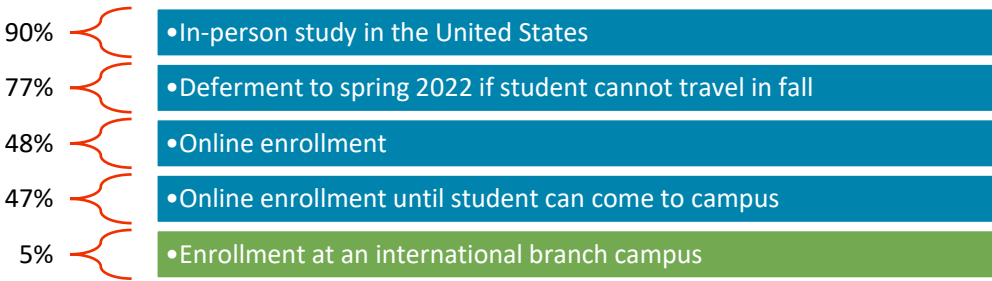 90% •In-person study in the United States
77% •Deferment to spring 2022 if student cannot travel in fall
48% •Online enrollment
47% •Online enrollment until student can come to campus
5% •Enrollment at an international branch campus